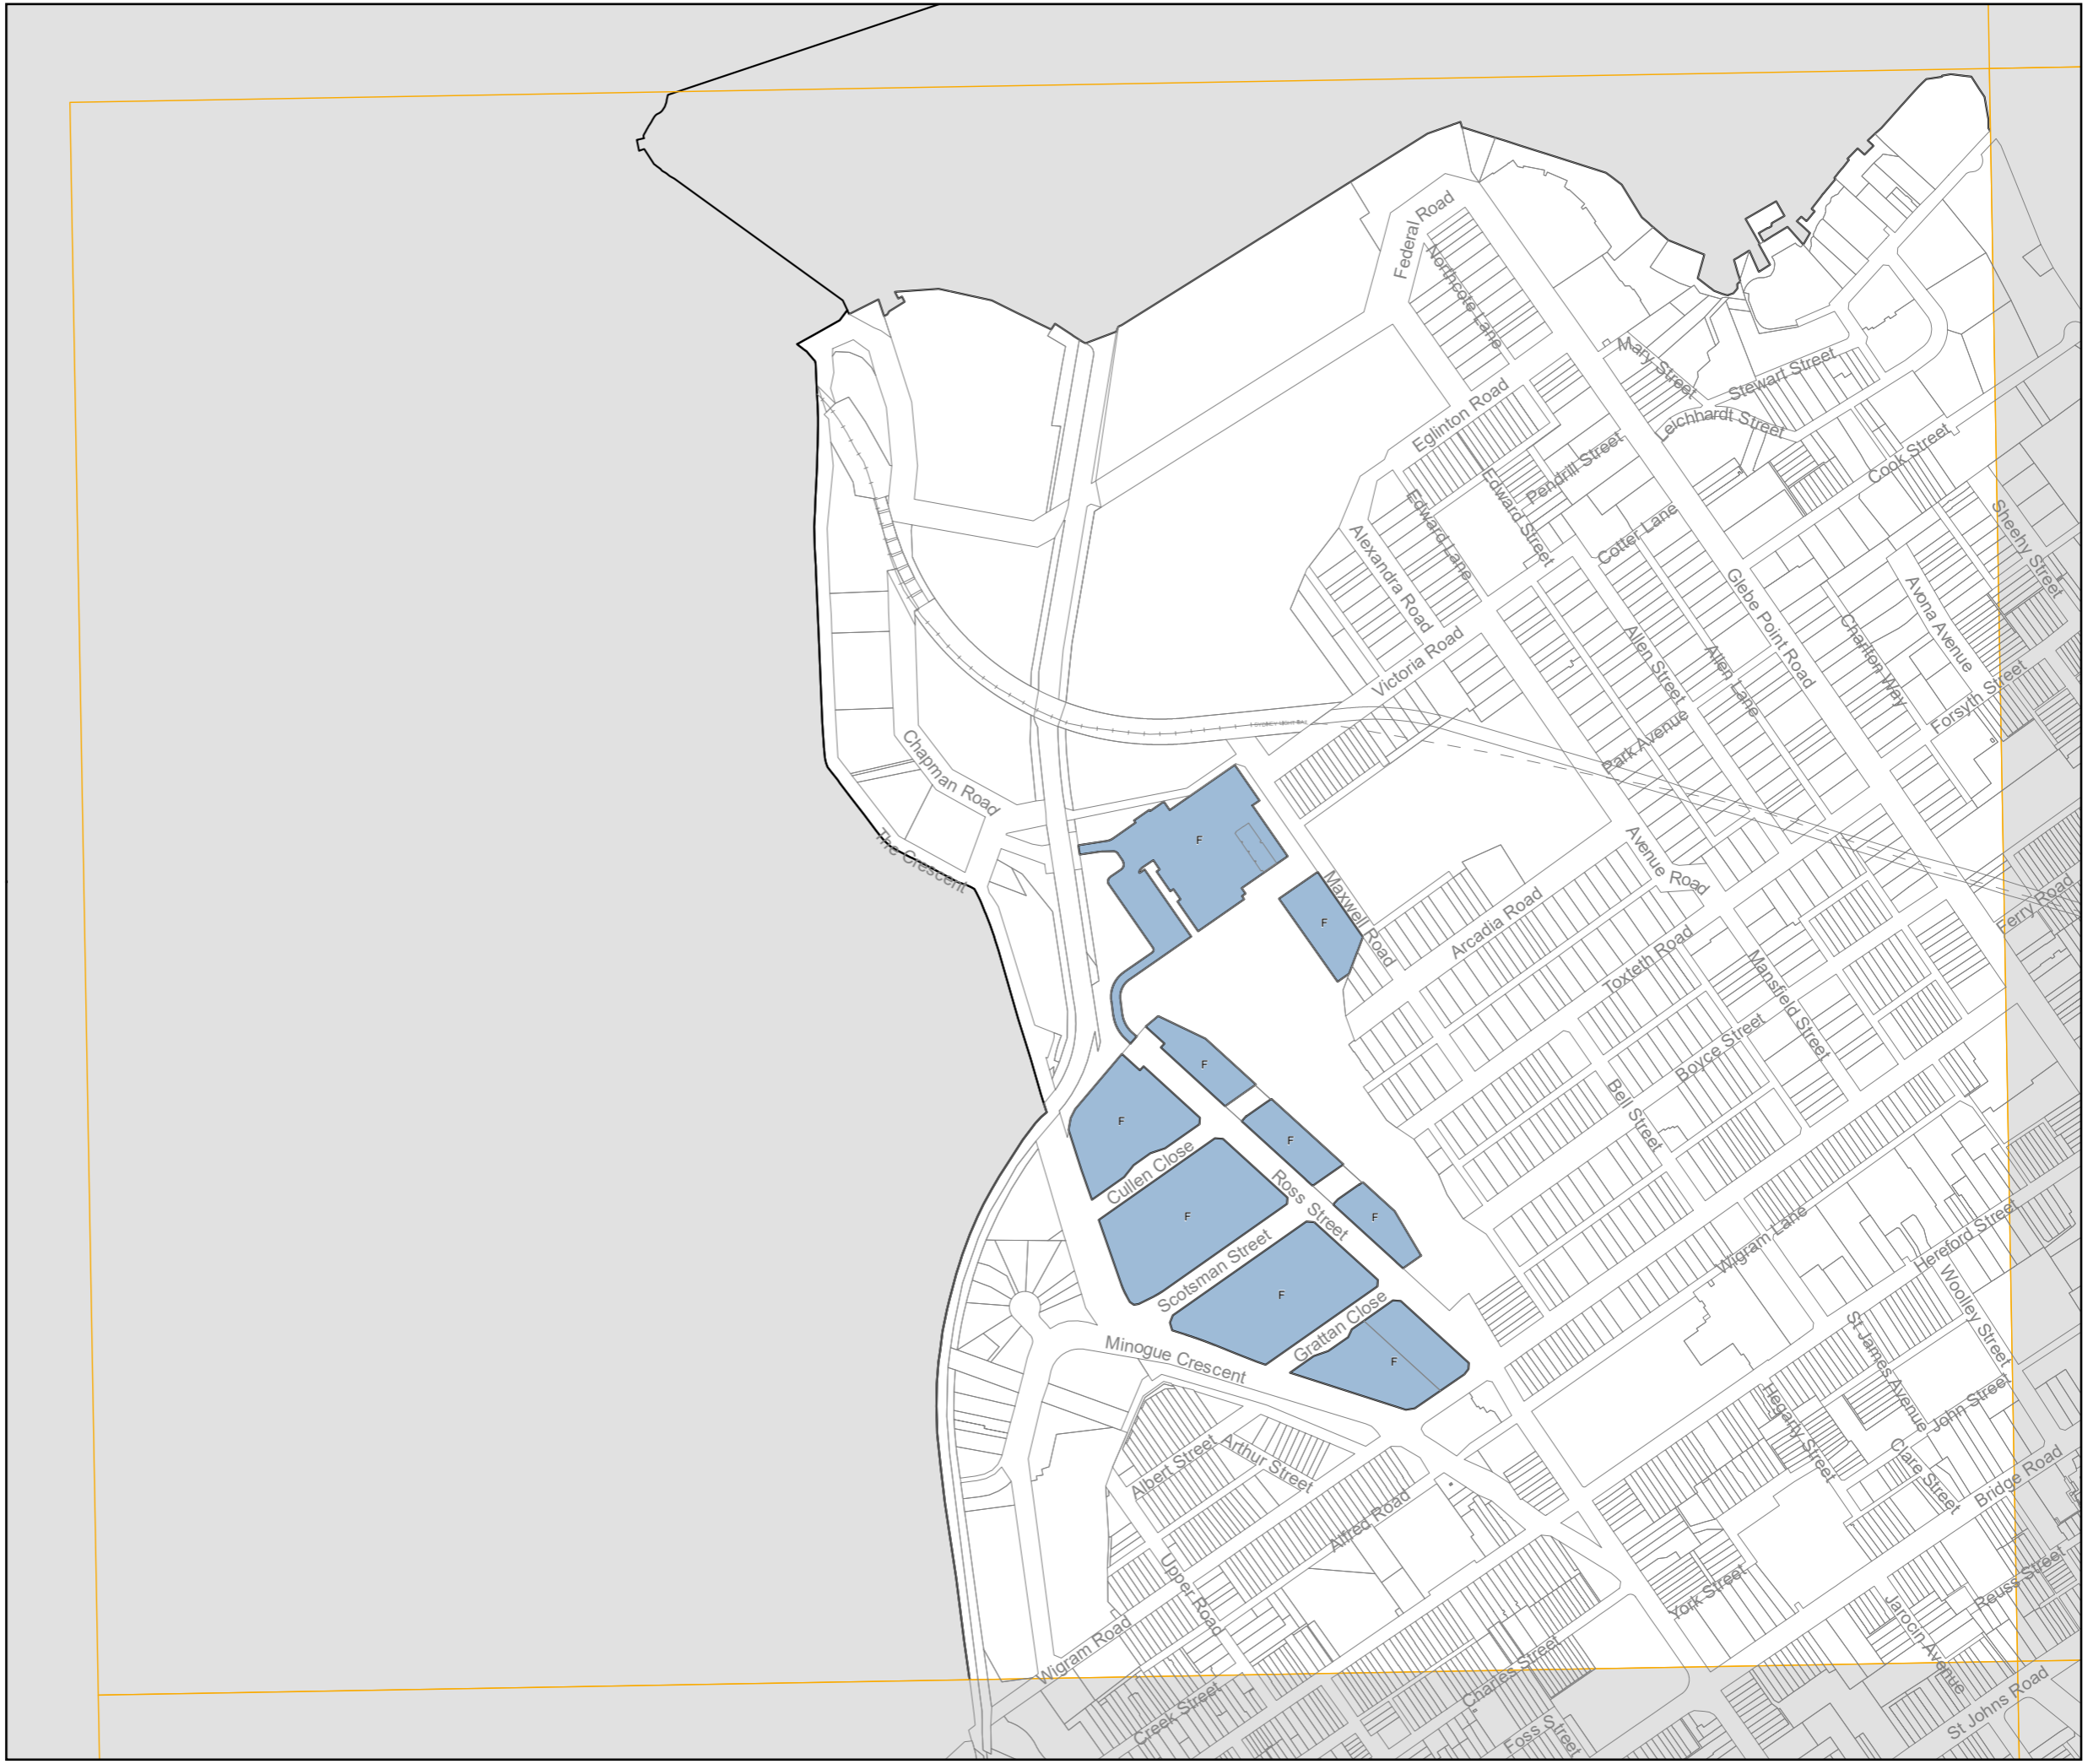 Federal Road
Northcote Lane
Mary Street
Stewart Street
Leichhardt Street
Eglinton Road
Cook Street
Pendrill Street
Edward Street
Edward Lane
Cotter Lane
Sheehy Street
Alexandra Road
Glebe Point Road
Avona Avenue
Charlton Way
Allen Street
Allen Lane
Victoria Road
Forsyth Street
Park Avenue
Chapman Road
The Crescent
F
Avenue Road
Maxwell Road
F
Arcadia Road
Ferry Road
Toxteth Road
Mansfield Street
Boyce Street
Bell Street
F
F
F
Cullen Close
Ross Street
F
F
Wigram Lane
Hereford Street
Woolley Street
Scotsman Street
F
Grattan Close
F
Minogue Crescent
St James Avenue
John Street
Hegarty Street
Clare Street
Bridge Road
Albert Street
Arthur Street
Alfred Road
Upper Road
York Street
Reuss Street
Jarocin Avenue
Wigram Road
Charles Street
Creek Street
Foss Street
St Johns Road